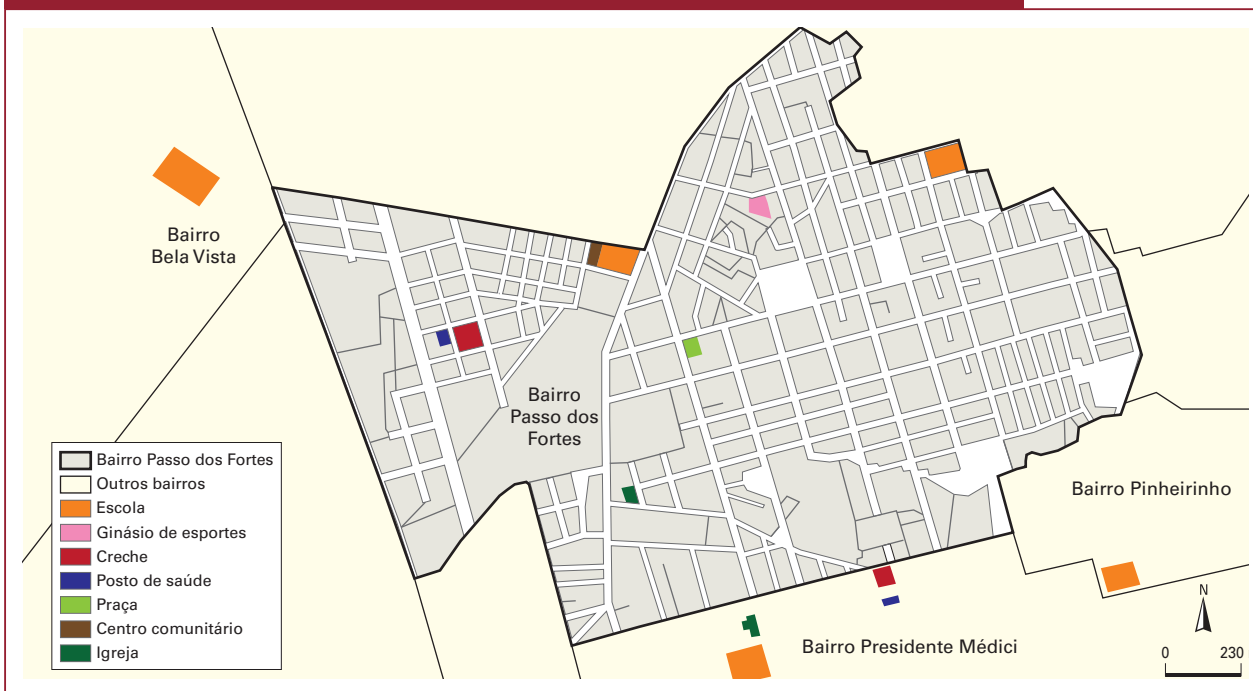 Bairro
Bela Vista
Bairro
Passo dos
Fortes
Bairro Passo dos Fortes
Outros bairros
Escola
Ginásio de esportes
Creche
Posto de saúde
Praça
Centro comunitário
Igreja
Bairro Pinheirinho
Bairro Presidente Médici
N
0 230